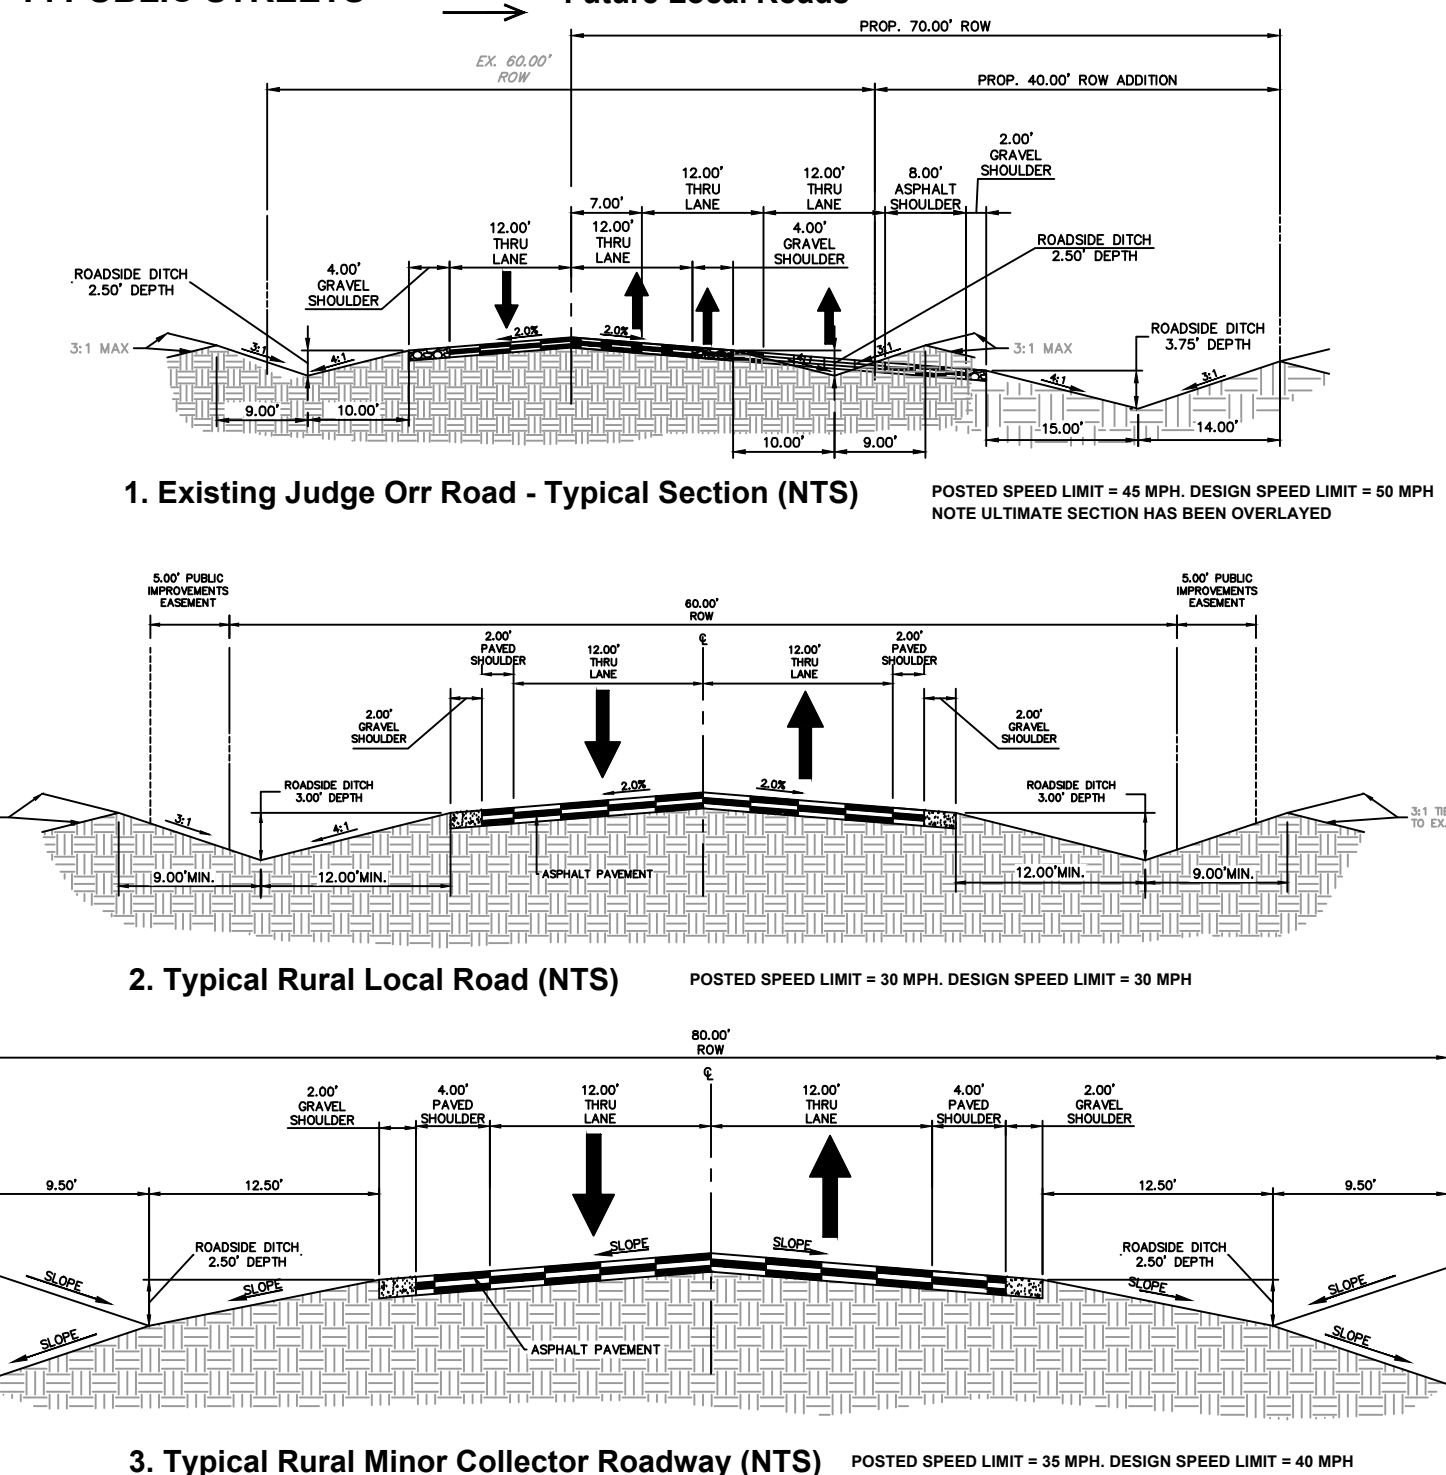 Future Local Roads
PROP. 70.00' ROW
EX. 60.00'
ROW
PROP. 40.00' ROW ADDITION
2.00'
GRAVEL
SHOULDER
12.00'
THRU
LANE
12.00'
THRU
LANE
8.00'
ASPHALT
SHOULDER
7.00'
12.00'
THRU
LANE
12.00'
THRU
LANE
4.00'
GRAVEL
SHOULDER
ROADSIDE DITCH
2.50' DEPTH
4.00'
GRAVEL
SHOULDER
ROADSIDE DITCH
2.50' DEPTH
ROADSIDE DITCH
3.75' DEPTH
2.0%
2.0%
3:1 MAX
3:1
4:1
4:1
3:1
3:1 MAX
4:1
3:1
9.00'
10.00'
10.00'
9.00'
15.00'
14.00'
1. Existing Judge Orr Road - Typical Section (NTS)
POSTED SPEED LIMIT = 45 MPH. DESIGN SPEED LIMIT = 50 MPH
NOTE ULTIMATE SECTION HAS BEEN OVERLAYED
5.00' PUBLIC
IMPROVEMENTS
EASEMENT
5.00' PUBLIC
IMPROVEMENTS
EASEMENT
60.00'
ROW
℄
2.00'
PAVED
SHOULDER
12.00'
THRU
LANE
12.00'
THRU
LANE
2.00'
PAVED
SHOULDER
2.00'
GRAVEL
SHOULDER
2.00'
GRAVEL
SHOULDER
ROADSIDE DITCH
3.00' DEPTH
2.0%
2.0%
ROADSIDE DITCH
3.00' DEPTH
3:1
4:1
3:1 TIE
TO EX.
9.00'MIN.
12.00'MIN.
ASPHALT PAVEMENT
12.00'MIN.
9.00'MIN.
2. Typical Rural Local Road (NTS)
POSTED SPEED LIMIT = 30 MPH. DESIGN SPEED LIMIT = 30 MPH
80.00'
ROW
℄
2.00'
GRAVEL
SHOULDER
4.00'
PAVED
SHOULDER
12.00'
THRU
LANE
12.00'
THRU
LANE
4.00'
PAVED
SHOULDER
2.00'
GRAVEL
SHOULDER
9.50'
12.50'
12.50'
9.50'
ROADSIDE DITCH
2.50' DEPTH
SLOPE
SLOPE
ROADSIDE DITCH
2.50' DEPTH
SLOPE
SLOPE
SLOPE
SLOPE
SLOPE
SLOPE
ASPHALT PAVEMENT
3. Typical Rural Minor Collector Roadway (NTS)
POSTED SPEED LIMIT = 35 MPH. DESIGN SPEED LIMIT = 40 MPH